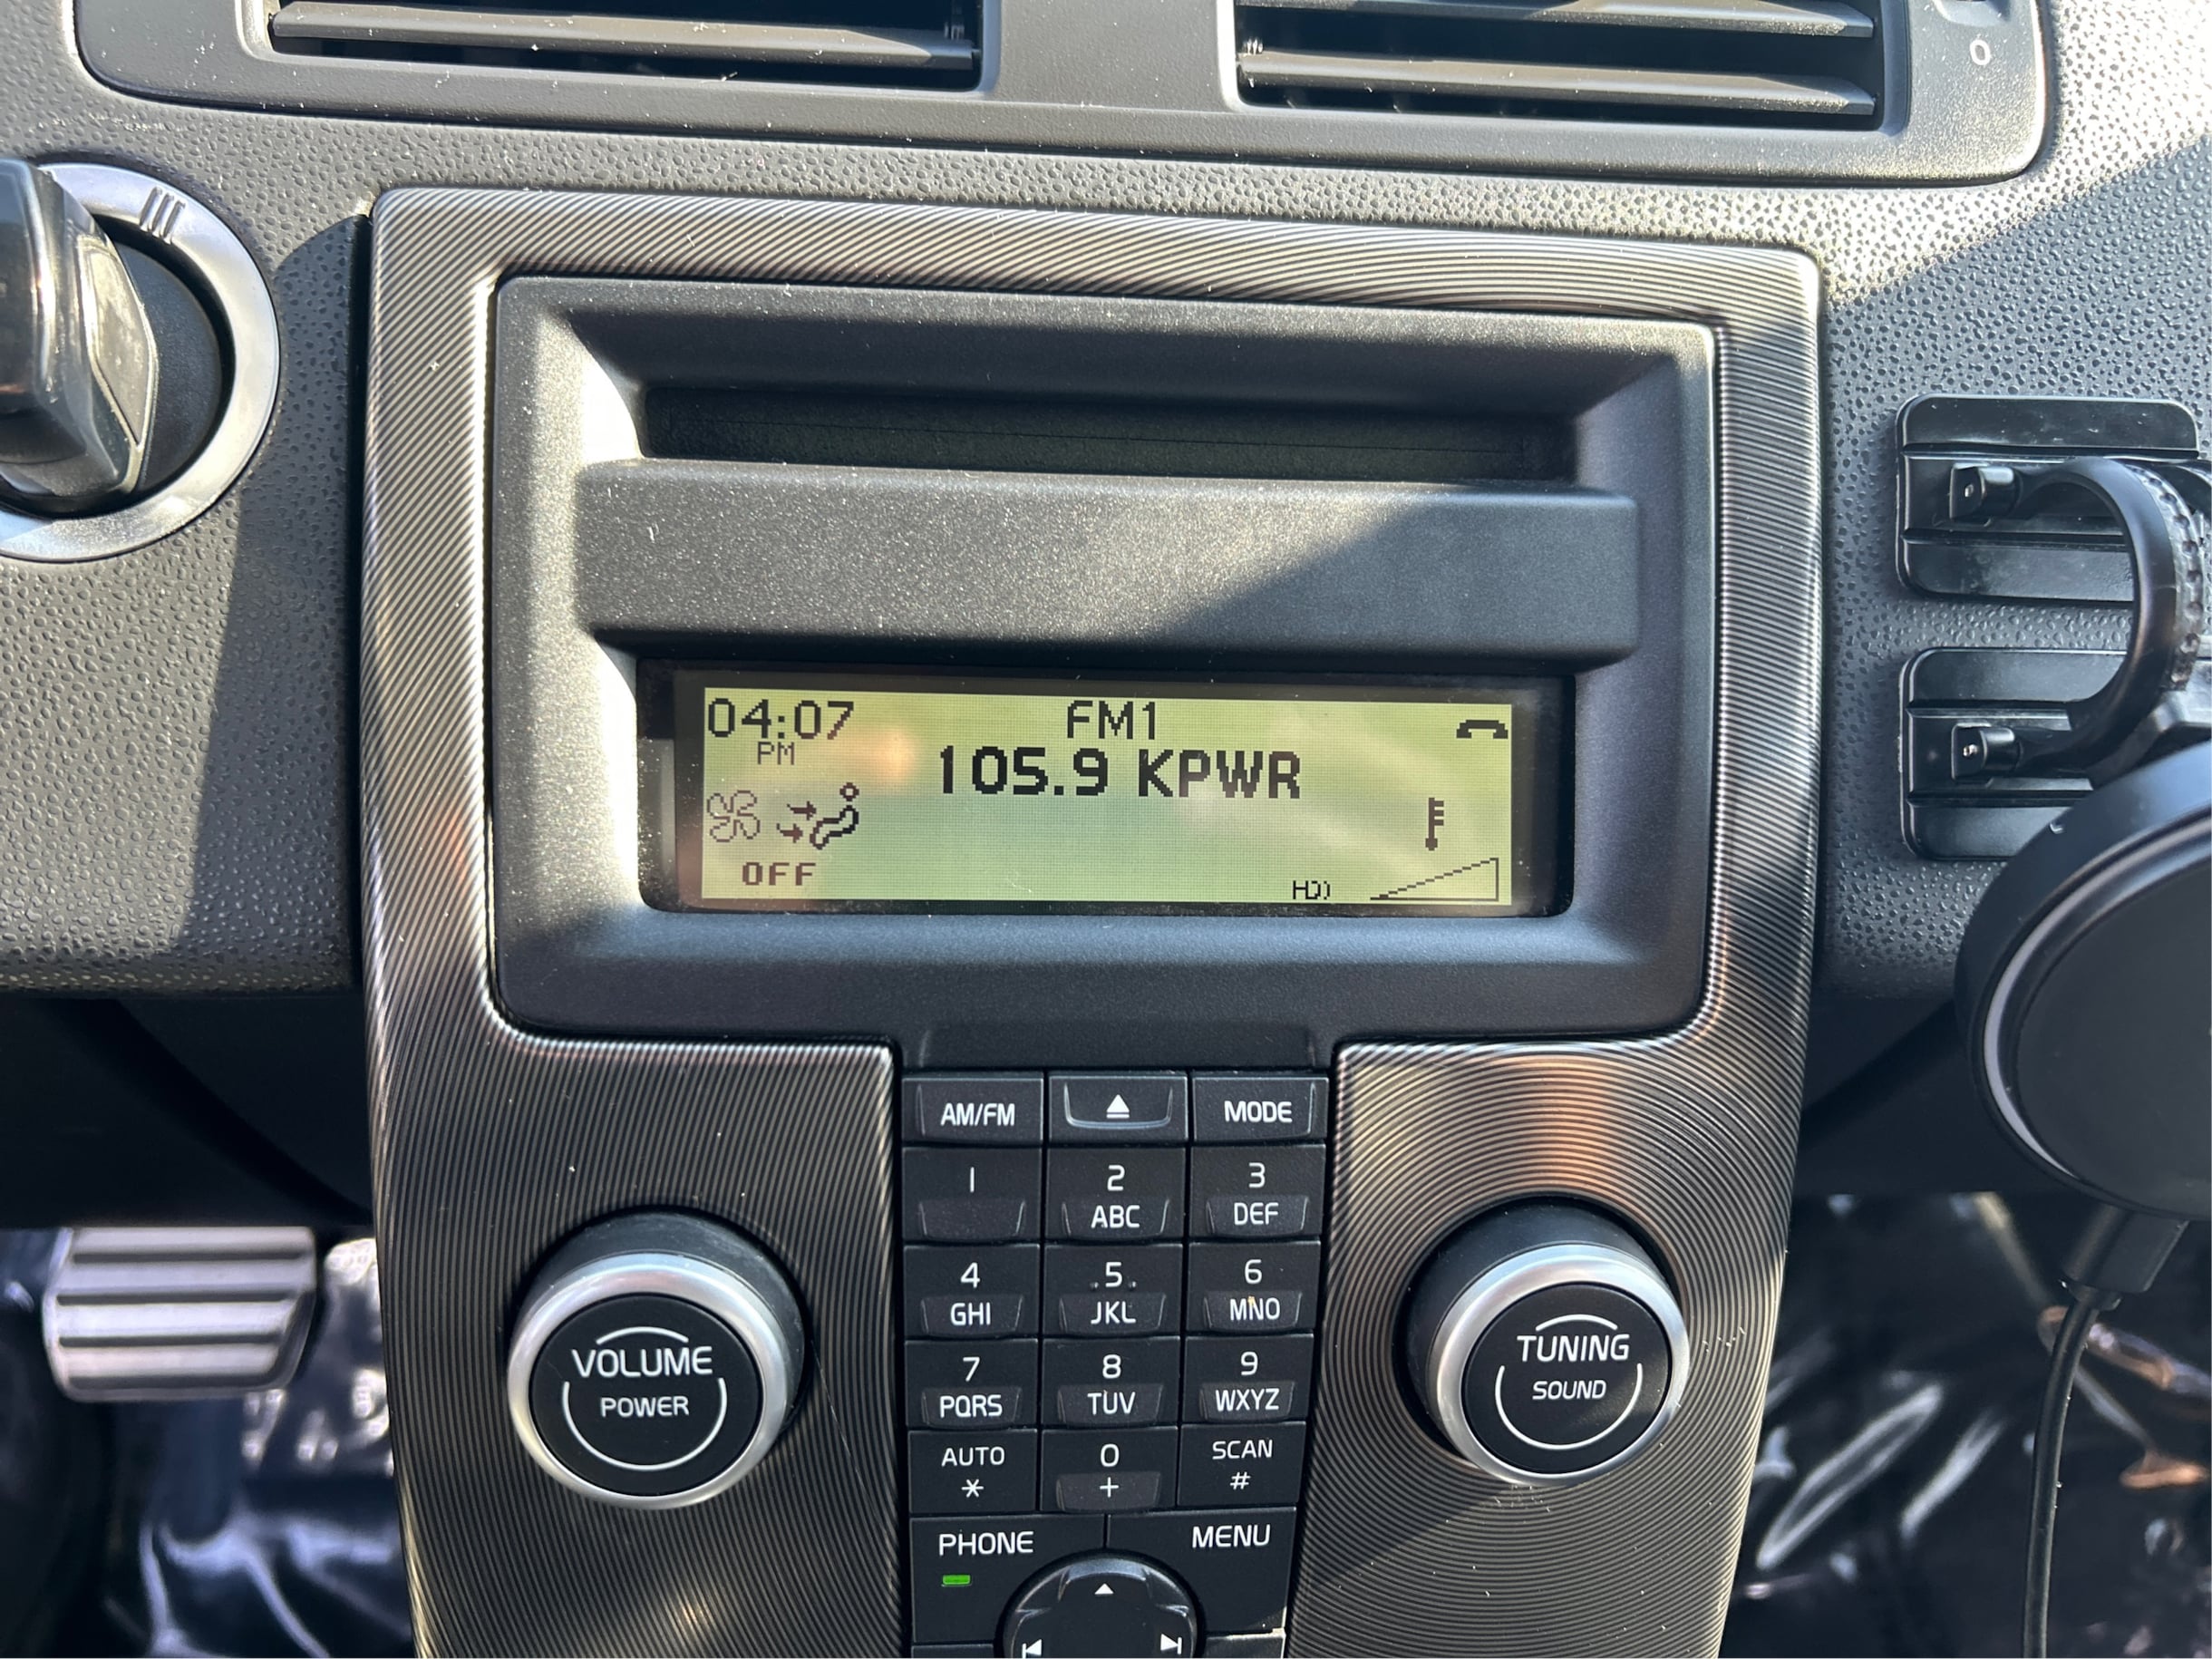 0
04:07 FM1
PM
105.9 KPWR
OFF
HD
AM/FM MODE
1 2 3
ABC DEF
4 5 6
GHI JKL MNO
7 8 9
PQRS TUV WXYZ
AUTO 0 SCAN
* + #
VOLUME
POWER
TUNING
SOUND
PHONE MENU